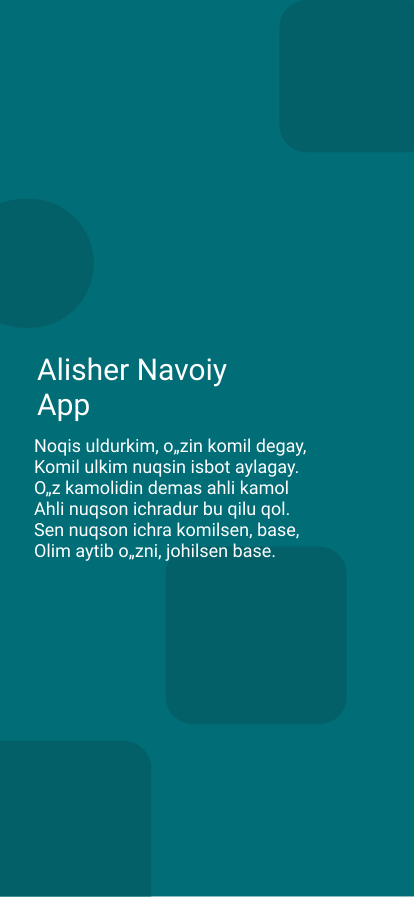 Alisher Navoiy
App
Noqis uldurkim, o„zin komil degay,
Komil ulkim nuqsin isbot aylagay.
O„z kamolidin demas ahli kamol
Ahli nuqson ichradur bu qilu qol.
Sen nuqson ichra komilsen, base,
Olim aytib o„zni, johilsen base.